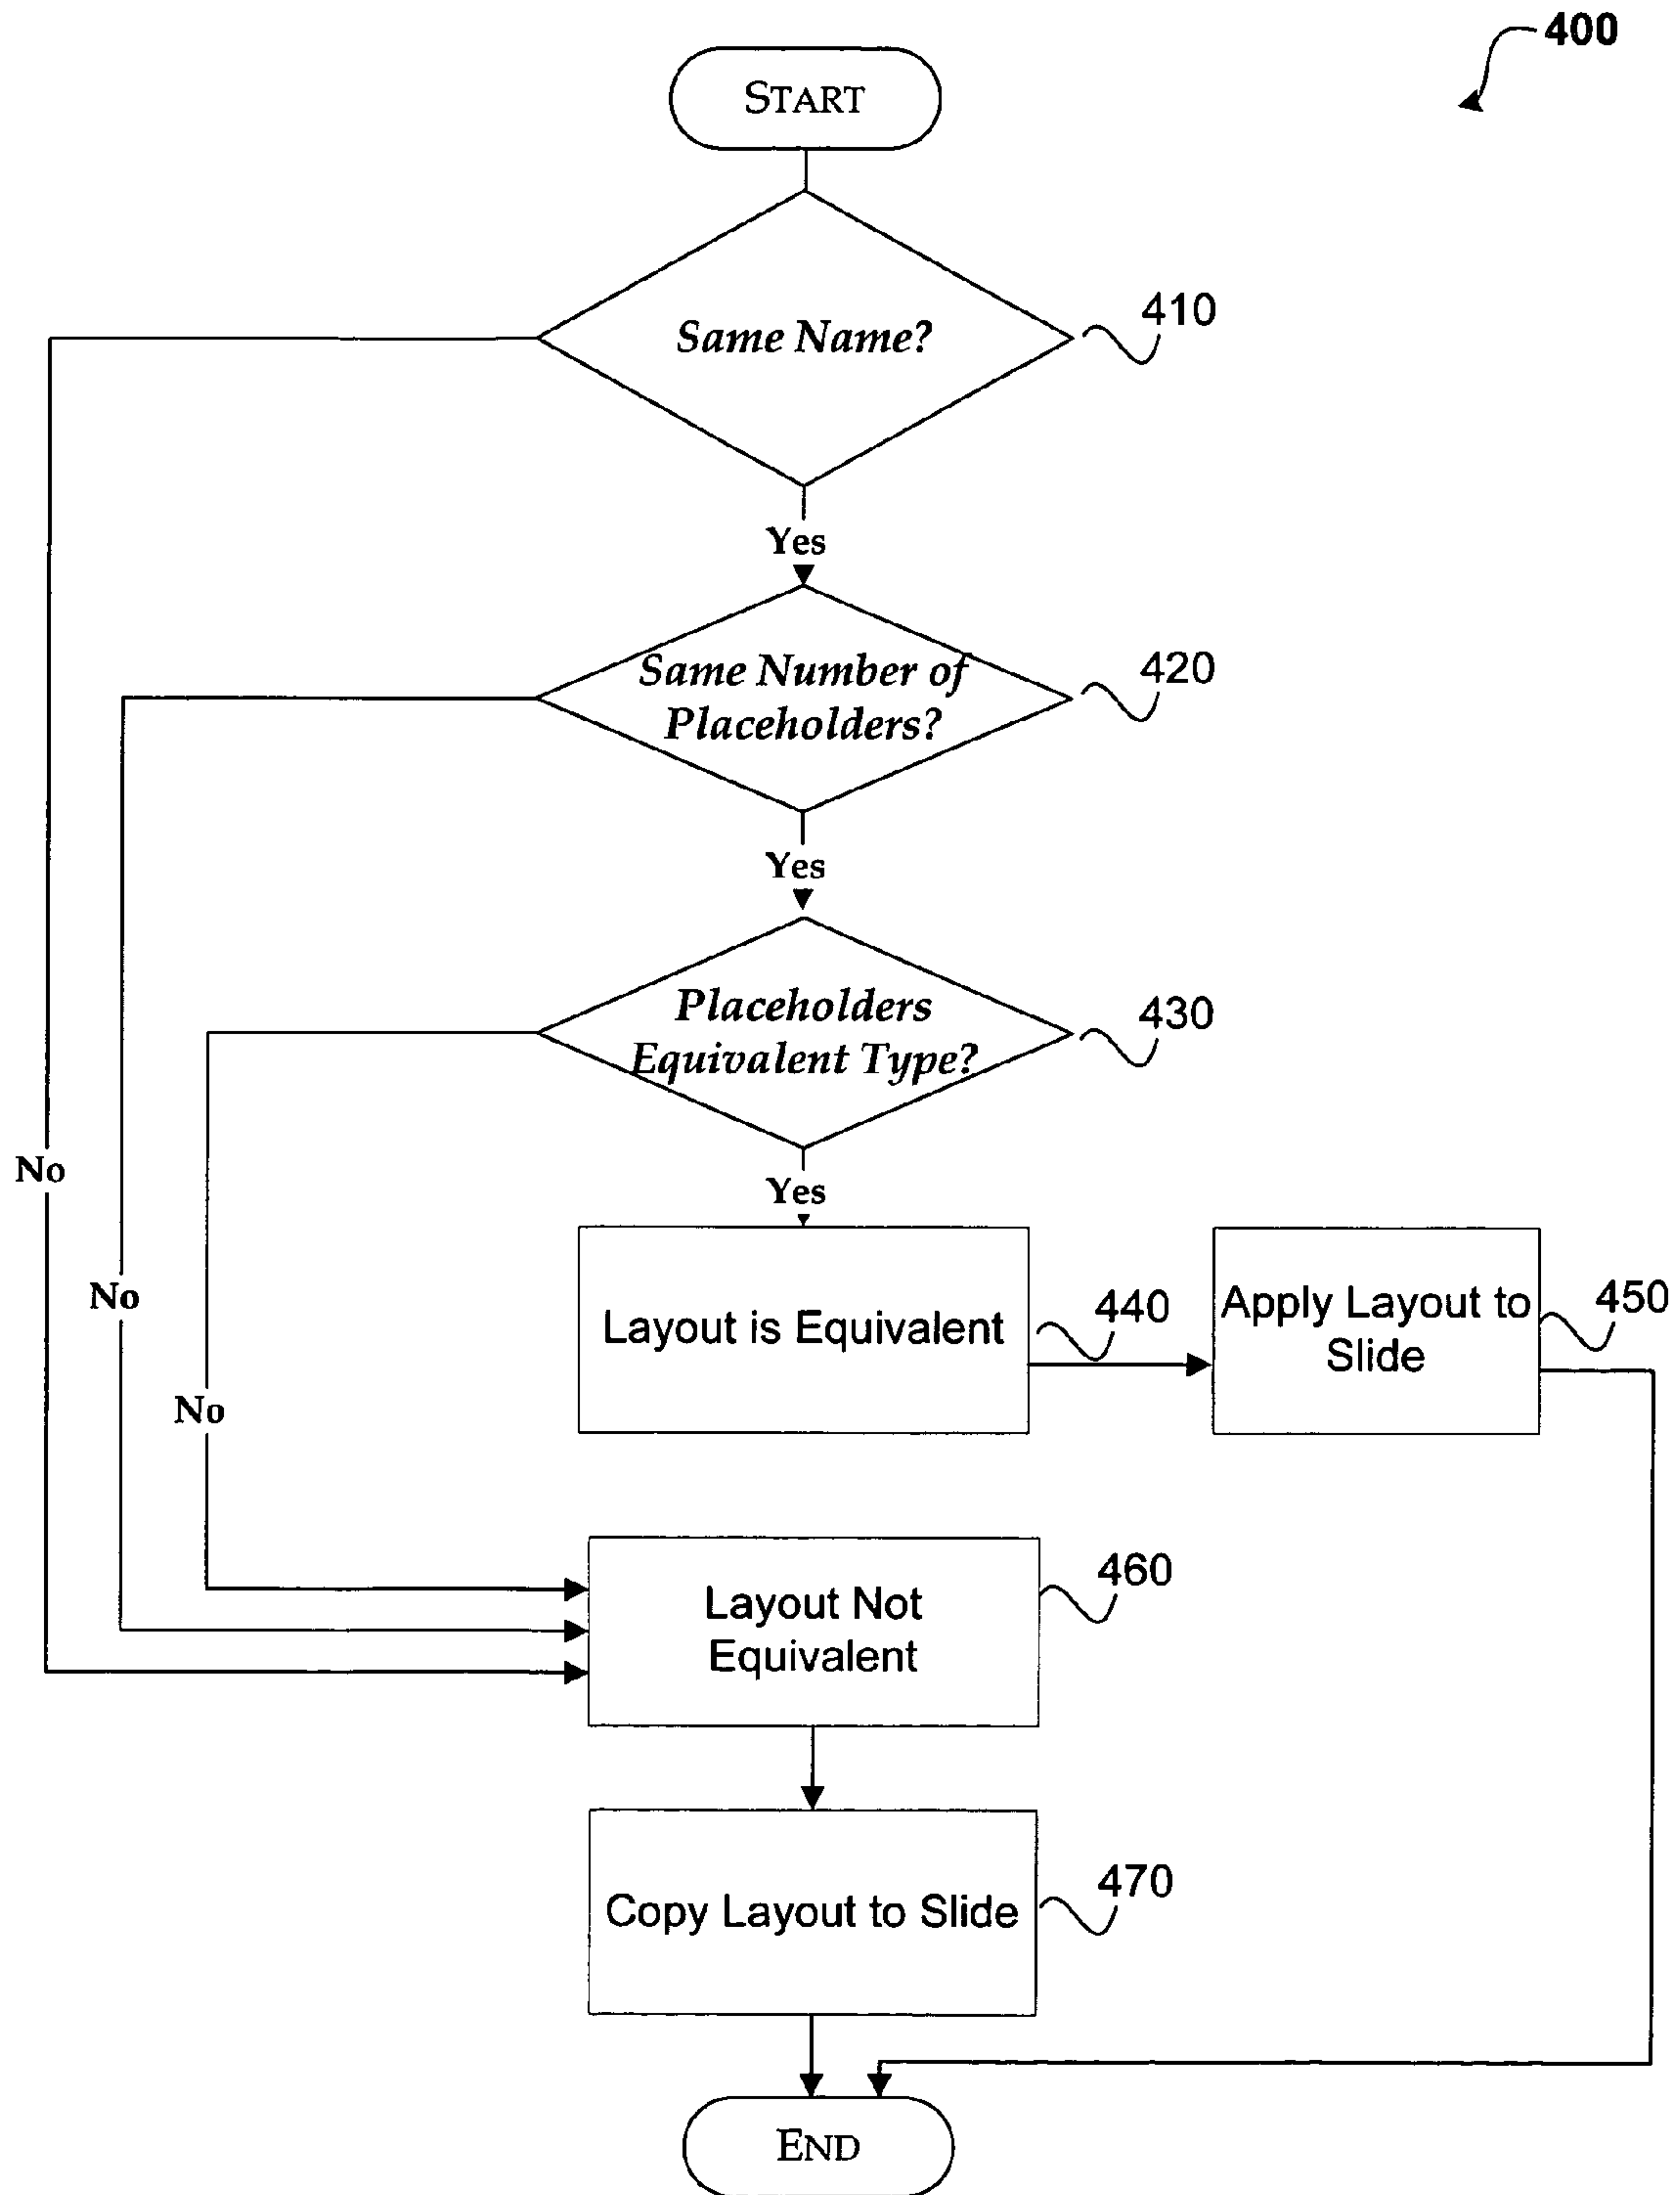 400
START
Same Name?
410
Yes
Same Number of
Placeholders?
420
Yes
Placeholders
Equivalent Type?
430
No
Yes
No
Layout is Equivalent
440
Apply Layout to
Slide
450
No
Layout Not
Equivalent
460
Copy Layout to Slide
470
END